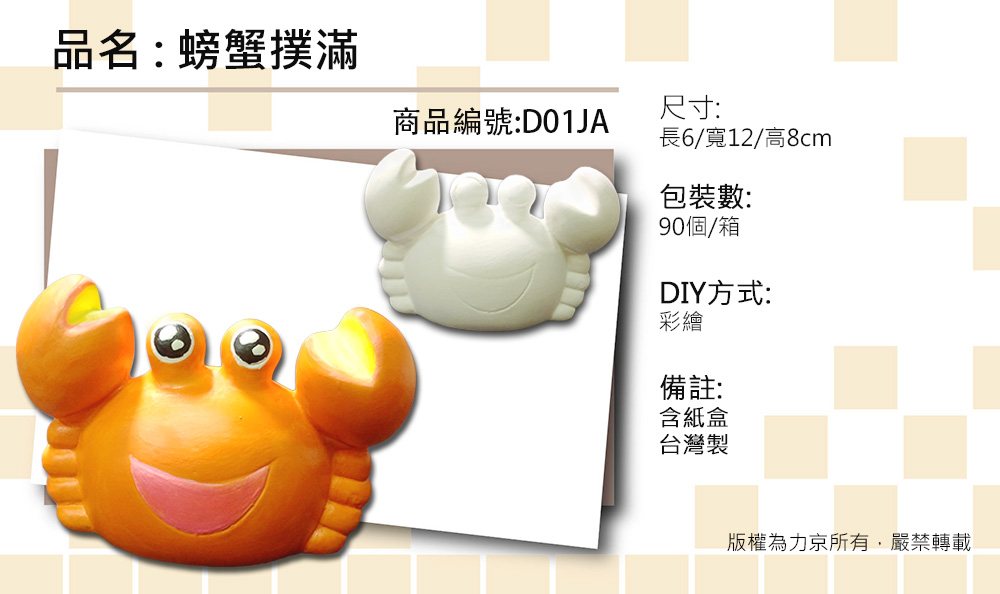 品名 : 螃蟹撲滿
商品編號:D01JA
尺寸:
長6/寬12/高8cm
包裝數:
90個/箱
DIY方式:
彩繪
備註:
含紙盒
台灣製
版權為力京所有，嚴禁轉載